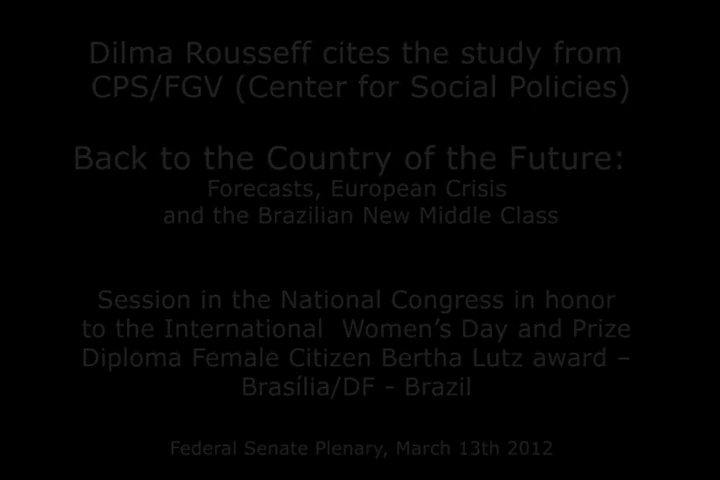 Dilma Rousseff cites the study from
CPS/FGV (Center for Social Policies)
Back to the Country of the Future:
Forecasts, European Crisis
and the Brazilian New Middle Class
Session in the National Congress in honor
to the International  Women’s Day and Prize
Diploma Female Citizen Bertha Lutz award –
Brasília/DF - Brazil
Federal Senate Plenary, March 13th 2012